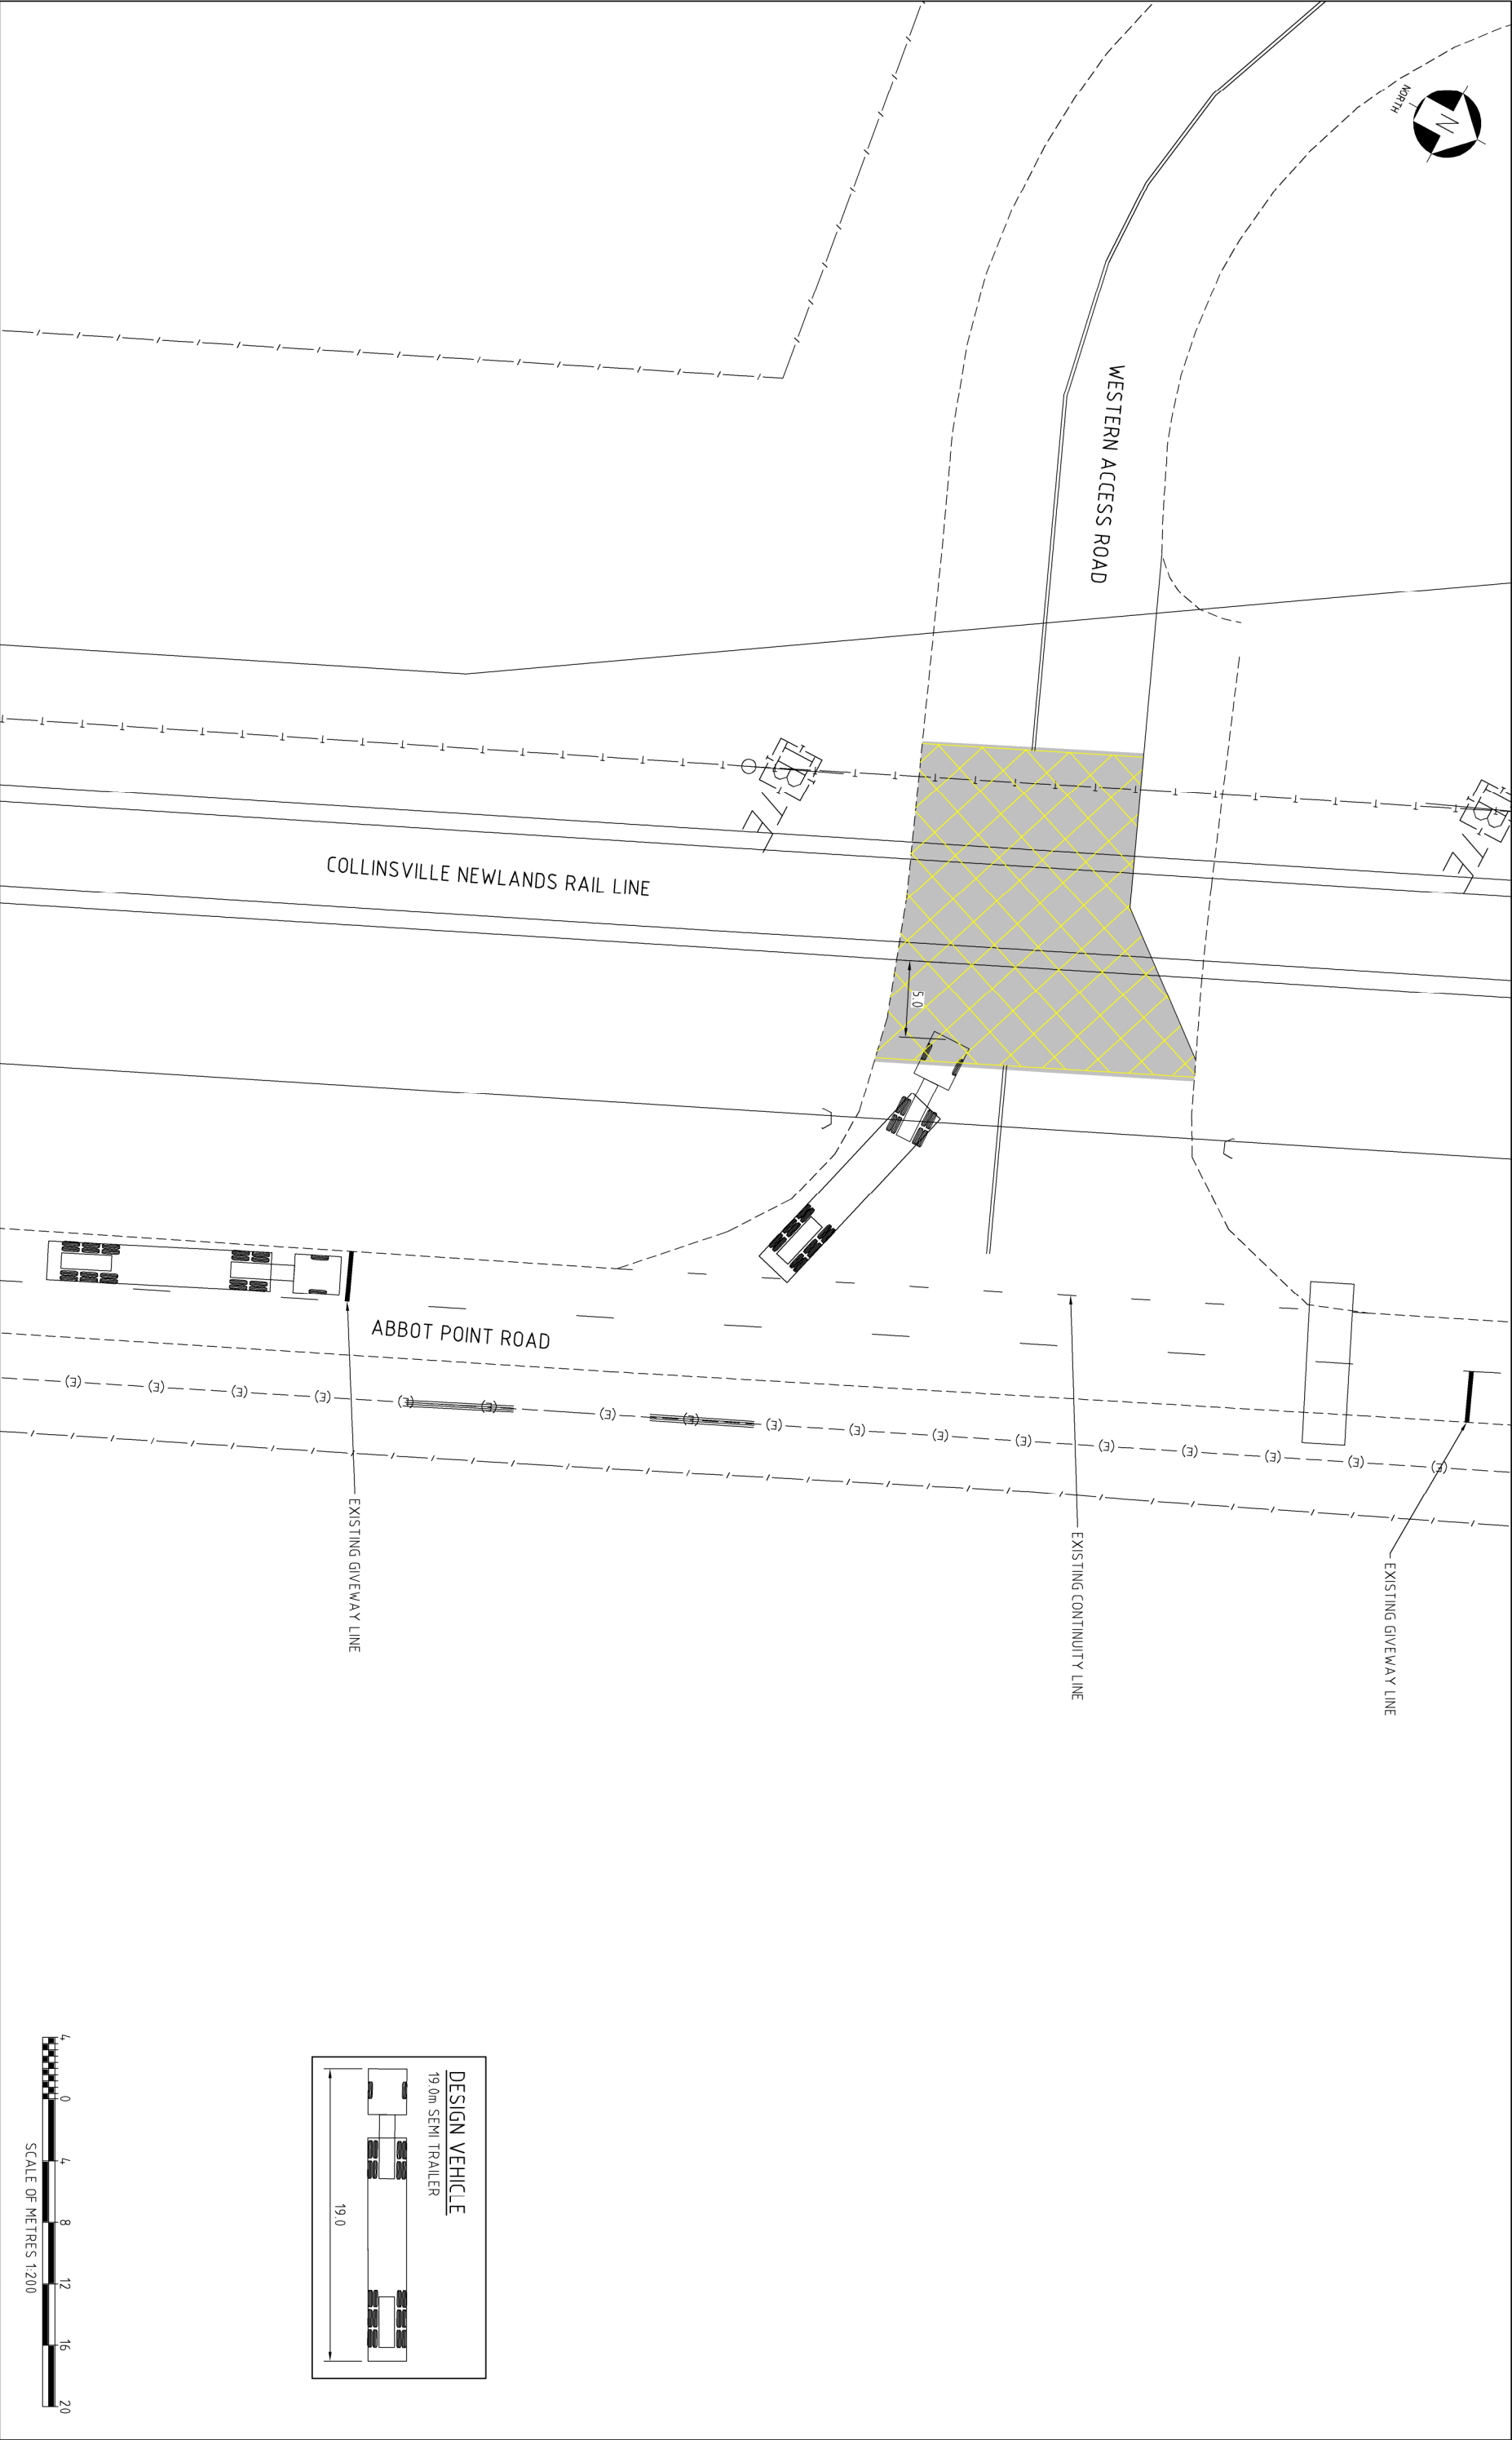 NORTH
N
WESTERN ACCESS ROAD
COLLINSVILLE NEWLANDS RAIL LINE
5.0
ABBOT POINT ROAD
(E) (E) (E) (E) (E) (E) (E) (E) (E) (E) (E) (E) (E) (E) (E) (E) (E)
EXISTING GIVEWAY LINE
EXISTING CONTINUITY LINE
EXISTING GIVEWAY LINE
DESIGN VEHICLE
19.0m SEMI TRAILER
19.0
4 0 4 8 12 16 20
SCALE OF METRES 1:200